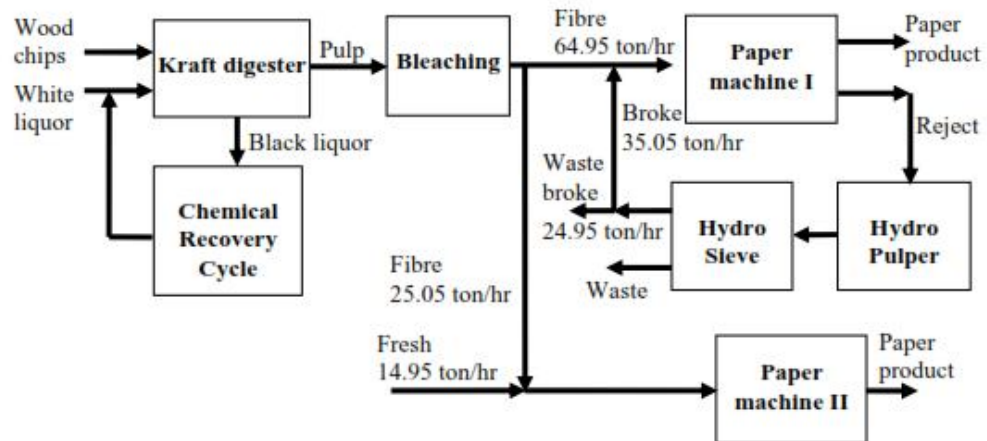 Wood
chips
White
liquor
Kraft digester
Pulp
Bleaching
Fibre
64.95 ton/hr
Paper
machine I
Paper
product
Reject
Black liquor
Broke
35.05 ton/hr
Chemical
Recovery
Cycle
Waste
broke
24.95 ton/hr
Hydro
Sieve
Hydro
Pulper
Waste
Fibre
25.05 ton/hr
Fresh
14.95 ton/hr
Paper
machine II
Paper
product